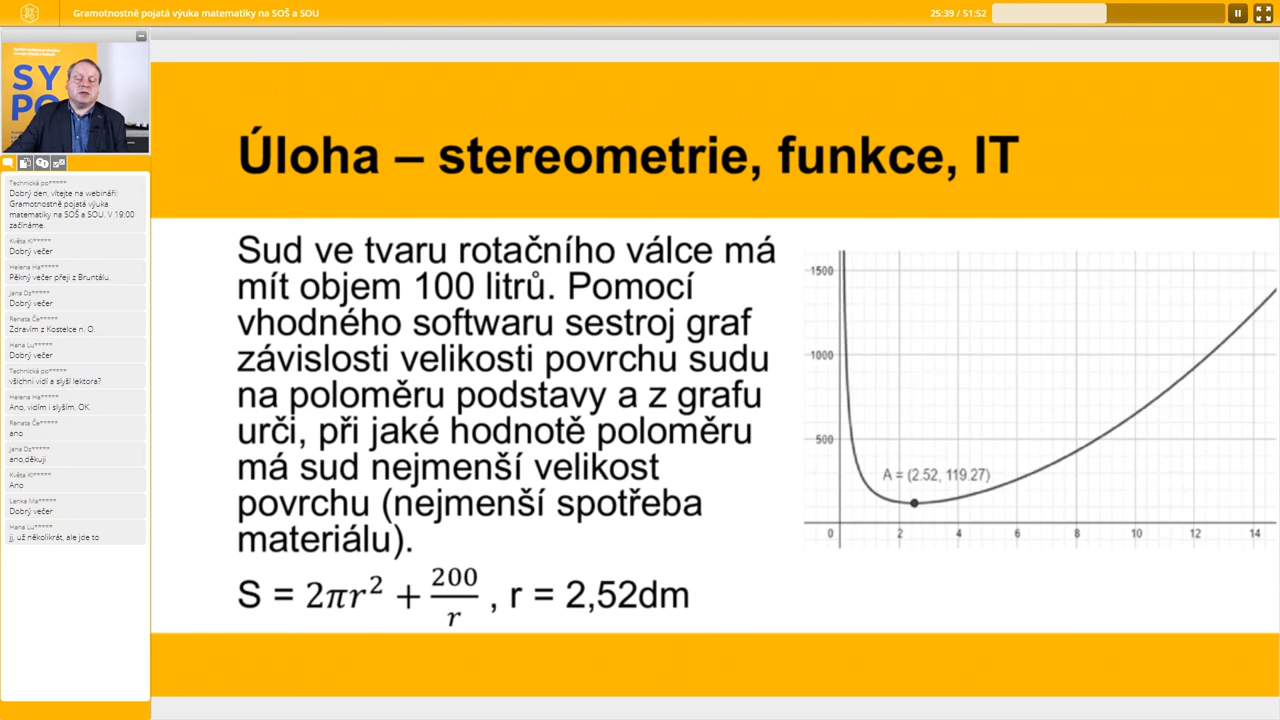 SY
PO
Gramotnostně pojatá výuka matematiky na SOŠ a SOU
25:39 / 51:52
SY
PO
Technická po*****
Dobrý den, vítejte na webináři:
Gramotnostně pojatá výuka
matematiky na SOŠ a SOU. V 19:00
začínáme.
Květa Kl*****
Dobrý večer
Helena Ha*****
Pěkný večer přeji z Bruntálu.
Jana Dz*****
Dobrý večer
Renata Če*****
Zdravím z Kostelce n. O.
Hana Lu*****
Dobrý večer
Technická po*****
všichni vidí a slyší lektora?
Helena Ha*****
Ano, vidím i slyším. OK.
Renata Če*****
ano
Jana Dz*****
ano,děkuji
Květa Kl*****
Ano
Lenka Ma*****
Dobrý večer
Hana Lu*****
jj, už několikrát, ale jde to
Úloha – stereometrie, funkce, IT
Sud ve tvaru rotačního válce má
mít objem 100 litrů. Pomocí
vhodného softwaru sestroj graf
závislosti velikosti povrchu sudu
na poloměru podstavy a z grafu
urči, při jaké hodnotě poloměru
má sud nejmenší velikost
povrchu (nejmenší spotřeba
materiálu).
S = 2πr² + 200/r , r = 2,52dm
1500
1000
500
A = (2.52, 119.27)
0 2 4 6 8 10 12 14